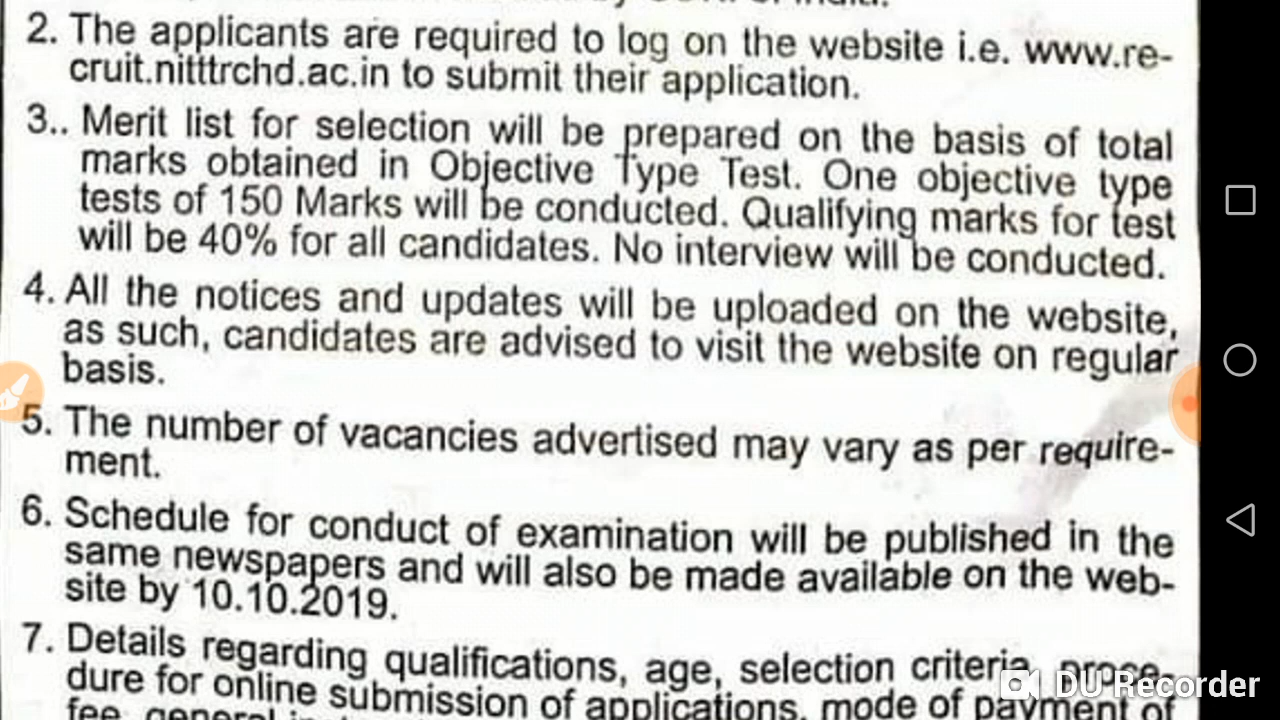 2. The applicants are required to log on the website i.e. www.re-
cruit.nitttrchd.ac.in to submit their application.
3.. Merit list for selection will be prepared on the basis of total
marks obtained in Objective Type Test. One objective type
tests of 150 Marks will be conducted. Qualifying marks for test
will be 40% for all candidates. No interview will be conducted.
4. All the notices and updates will be uploaded on the website,
as such, candidates are advised to visit the website on regular
basis.
5. The number of vacancies advertised may vary as per require-
ment.
6. Schedule for conduct of examination will be published in the
same newspapers and will also be made available on the web-
site by 10.10.2019.
7. Details regarding qualifications, age, selection criteria, proce-
dure for online submission of applications, mode of payment of
fee, general
DU Recorder